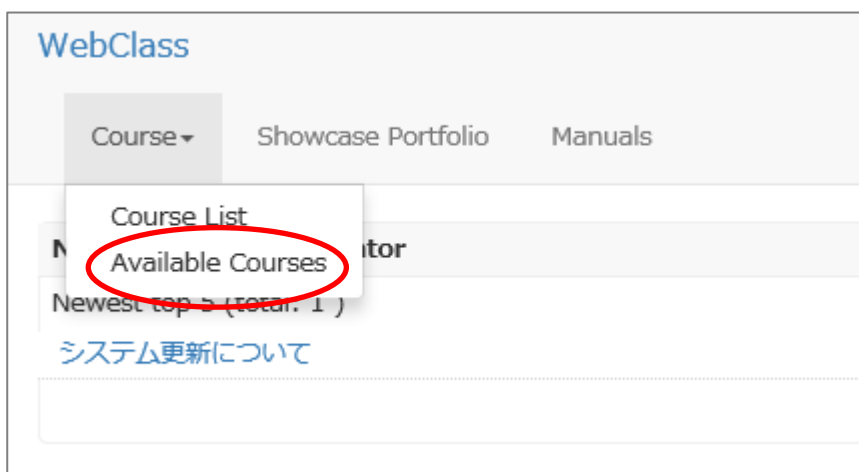 WebClass
Course Showcase Portfolio Manuals
Course List
Available Courses
Newest top 5 (total: 1 )
システム更新について